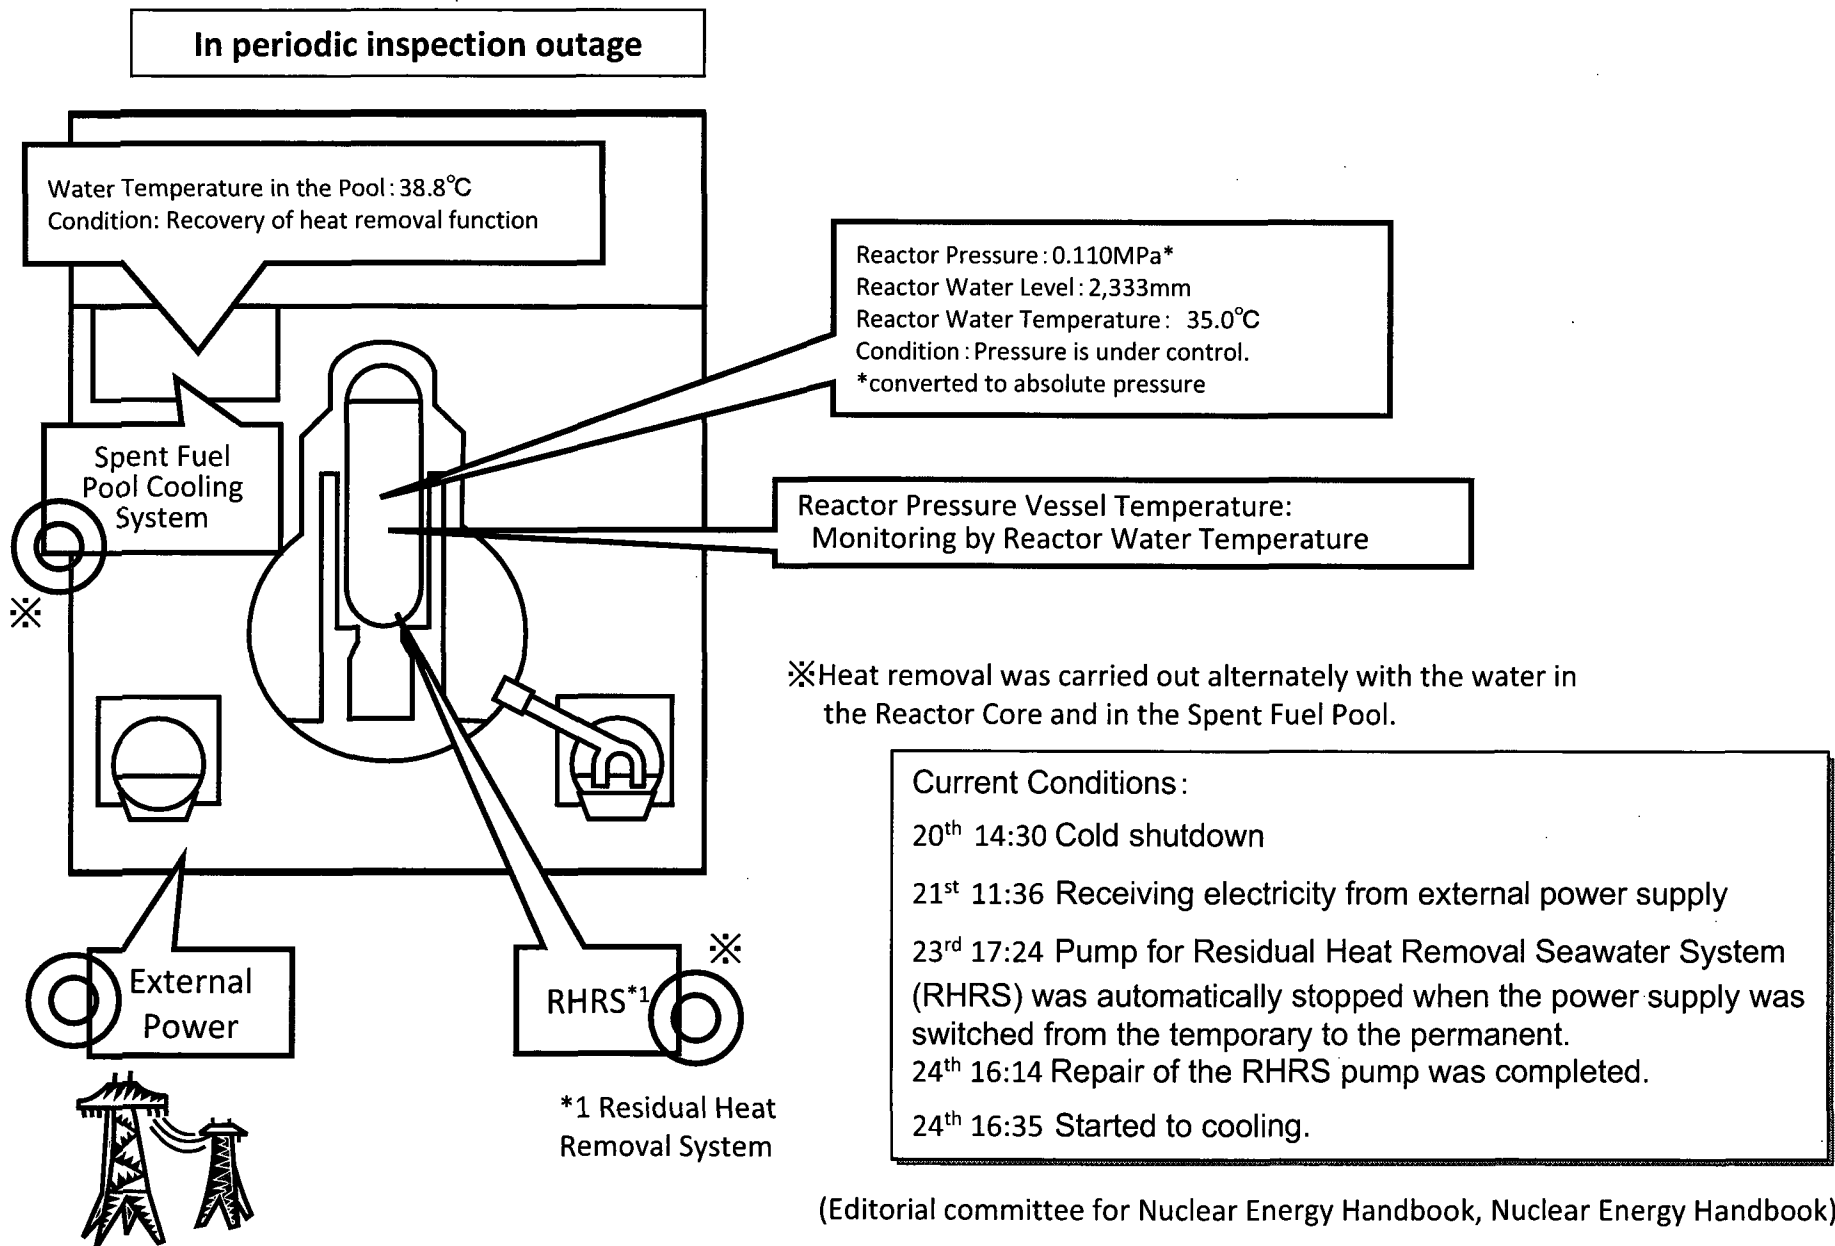 In periodic inspection outage
Water Temperature in the Pool : 38.8℃
Condition: Recovery of heat removal function
Reactor Pressure : 0.110MPa*
Reactor Water Level : 2,333mm
Reactor Water Temperature : 35.0℃
Condition : Pressure is under control.
*converted to absolute pressure
Spent Fuel
Pool Cooling
System
※
Reactor Pressure Vessel Temperature:
Monitoring by Reactor Water Temperature
※Heat removal was carried out alternately with the water in
the Reactor Core and in the Spent Fuel Pool.
Current Conditions :
20th 14:30 Cold shutdown
21st 11:36 Receiving electricity from external power supply
23rd 17:24 Pump for Residual Heat Removal Seawater System
(RHRS) was automatically stopped when the power supply was
switched from the temporary to the permanent.
24th 16:14 Repair of the RHRS pump was completed.
24th 16:35 Started to cooling.
External
Power
RHRS*1
※
*1 Residual Heat
Removal System
(Editorial committee for Nuclear Energy Handbook, Nuclear Energy Handbook)